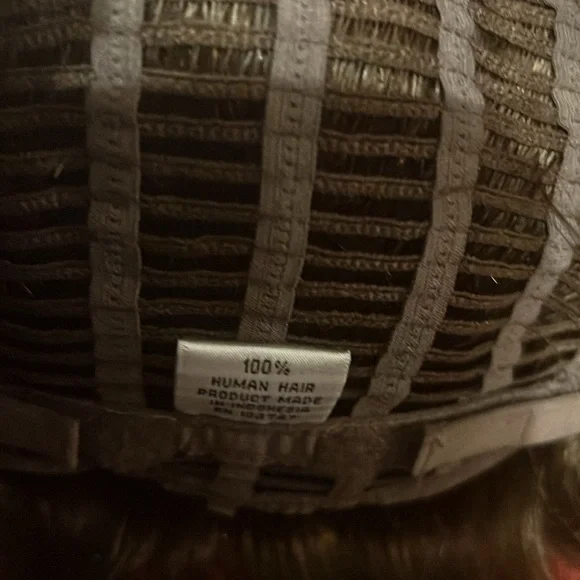 100%
HUMAN HAIR
PRODUCT MADE
IN INDONESIA